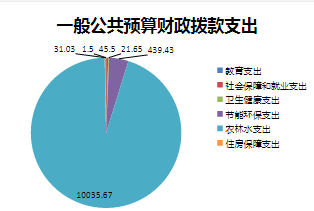 一般公共预算财政拨款支出
31.03 1.5 45.5 21.65 439.43
10035.67
教育支出
社会保障和就业支出
卫生健康支出
节能环保支出
农林水支出
住房保障支出